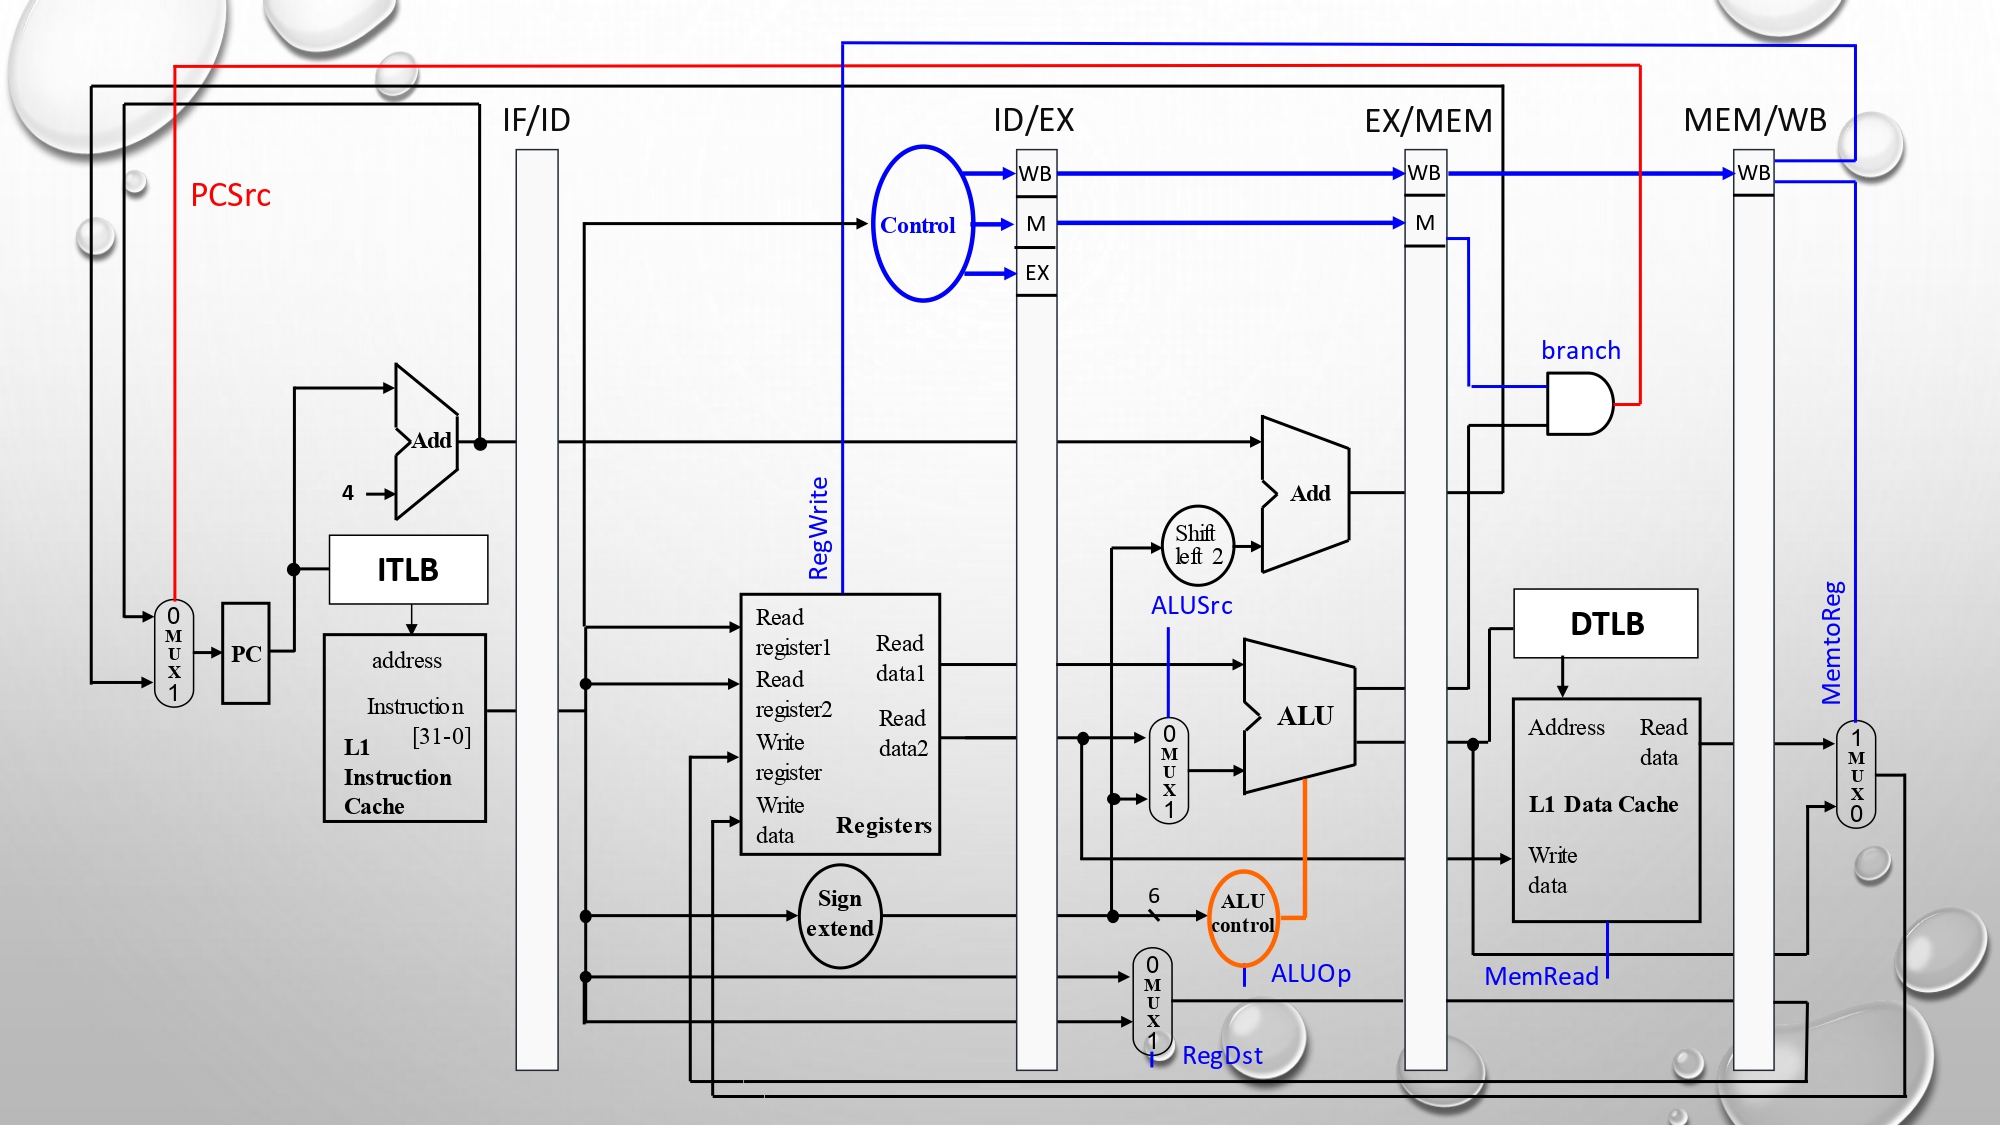 IF/ID
ID/EX
EX/MEM
MEM/WB
PCSrc
Control
WB
M
EX
WB
M
WB
branch
Add
4
RegWrite
Add
Shift
left 2
ITLB
ALUSrc
DTLB
MemtoReg
0
M
U
X
1
PC
address
Instruction
[31-0]
L1
Instruction
Cache
Read
register1
Read
register2
Write
register
Write
data
Read
data1
Read
data2
Registers
0
M
U
X
1
ALU
Address
Read
data
L1 Data Cache
Write
data
1
M
U
X
0
Sign
extend
6
ALU
control
ALUOp
MemRead
0
M
U
X
1
RegDst